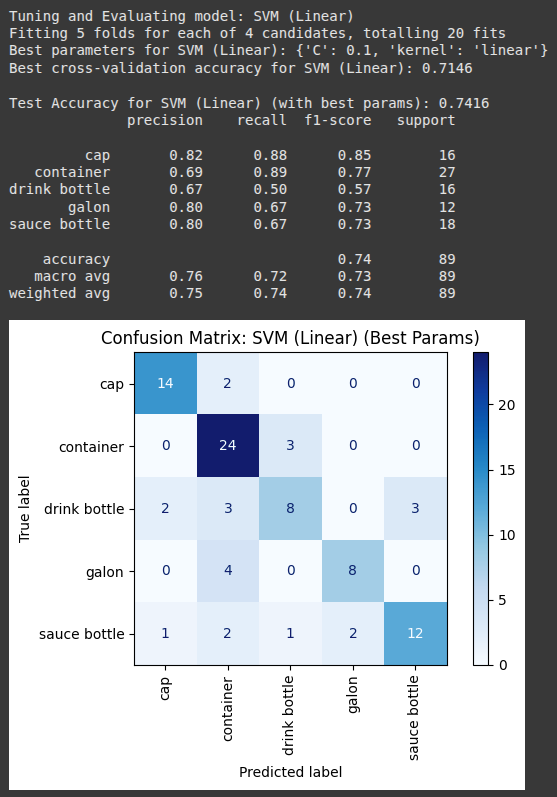 Tuning and Evaluating model: SVM (Linear)
Fitting 5 folds for each of 4 candidates, totalling 20 fits
Best parameters for SVM (Linear): {'C': 0.1, 'kernel': 'linear'}
Best cross-validation accuracy for SVM (Linear): 0.7146
Test Accuracy for SVM (Linear) (with best params): 0.7416
precision recall f1-score support
cap 0.82 0.88 0.85 16
container 0.69 0.89 0.77 27
drink bottle 0.67 0.50 0.57 16
galon 0.80 0.67 0.73 12
sauce bottle 0.80 0.67 0.73 18
accuracy 0.74 89
macro avg 0.76 0.72 0.73 89
weighted avg 0.75 0.74 0.74 89
Confusion Matrix: SVM (Linear) (Best Params)
cap 14 2 0 0 0
container 0 24 3 0 0
drink bottle 2 3 8 0 3
galon 0 4 0 8 0
sauce bottle 1 2 1 2 12
True label
cap
container
drink bottle
galon
sauce bottle
Predicted label
20
15
10
5
0